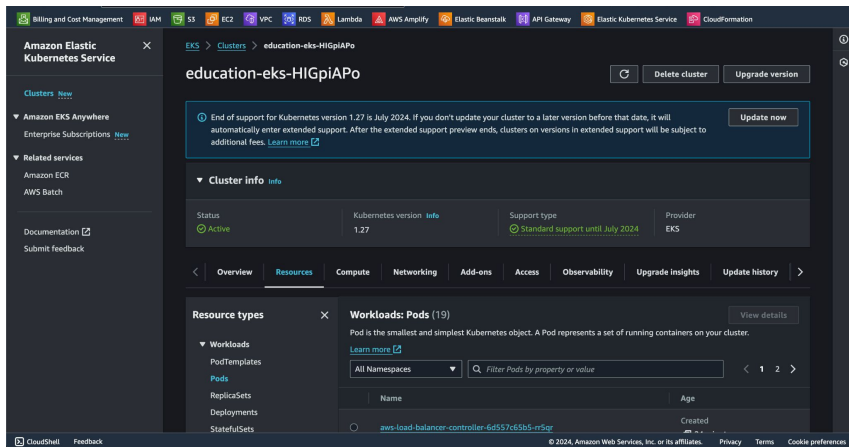 Billing and Cost Management IAM S3 EC2 VPC RDS Lambda AWS Amplify Elastic Beanstalk API Gateway Elastic Kubernetes Service CloudFormation
Amazon Elastic
Kubernetes Service
Clusters New
Amazon EKS Anywhere
Enterprise Subscriptions New
Related services
Amazon ECR
AWS Batch
Documentation
Submit feedback
EKS > Clusters > education-eks-HIGpiAPo
education-eks-HIGpiAPo
Delete cluster
Upgrade version
End of support for Kubernetes version 1.27 is July 2024. If you don't update your cluster to a later version before that date, it will
automatically enter extended support. After the extended support preview ends, clusters on versions in extended support will be subject to
additional fees. Learn more
Update now
Cluster info Info
Status
Active
Kubernetes version Info
1.27
Support type
Standard support until July 2024
Provider
EKS
Overview Resources Compute Networking Add-ons Access Observability Upgrade insights Update history
Resource types
Workloads
PodTemplates
Pods
ReplicaSets
Deployments
StatefulSets
Workloads: Pods (19)
View details
Pod is the smallest and simplest Kubernetes object. A Pod represents a set of running containers on your cluster.
Learn more
All Namespaces
Filter Pods by property or value
1 2
Name Age
aws-load-balancer-controller-6d557c65b5-rr5qr
Created
CloudShell Feedback
© 2024, Amazon Web Services, Inc. or its affiliates. Privacy Terms Cookie preferences